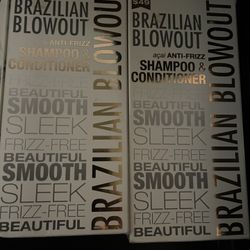 BRAZILIAN
BLOWOUT
ANTI-FRIZZ
SHAMPOO &
CONDITIONER
BEAUTIFUL
SMOOTH
SLEEK
FRIZZ-FREE
BEAUTIFUL
SMOOTH
SLEEK
FRIZZ-FREE
BEAUTIFUL
BRAZILIAN BLOWOUT
$49
BRAZILIAN
BLOWOUT
açai ANTI-FRIZZ
SHAMPOO &
CONDITIONER
BEAUTIFUL
SMOOTH
SLEEK
FRIZZ-FREE
BEAUTIFUL
SMOOTH
SLEEK
FRIZZ-FREE
BEAUTIFUL
BRAZILIAN BLOWOUT